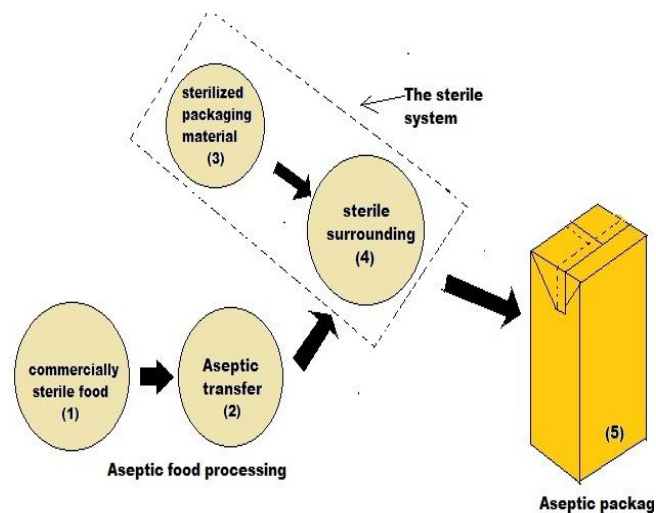 sterilized
packaging
material
(3)
The sterile
system
sterile
surrounding
(4)
commercially
sterile food
(1)
Aseptic
transfer
(2)
Aseptic food processing
(5)
Aseptic packag